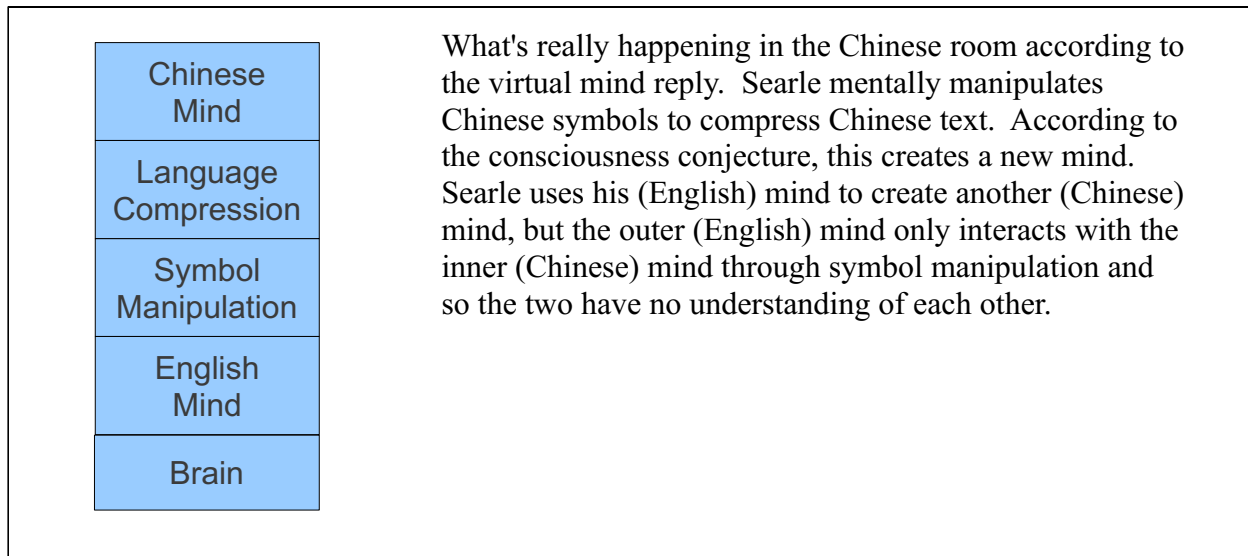 Chinese
Mind
Language
Compression
Symbol
Manipulation
English
Mind
Brain
What's really happening in the Chinese room according to
the virtual mind reply.  Searle mentally manipulates
Chinese symbols to compress Chinese text.  According to
the consciousness conjecture, this creates a new mind.
Searle uses his (English) mind to create another (Chinese)
mind, but the outer (English) mind only interacts with the
inner (Chinese) mind through symbol manipulation and
so the two have no understanding of each other.